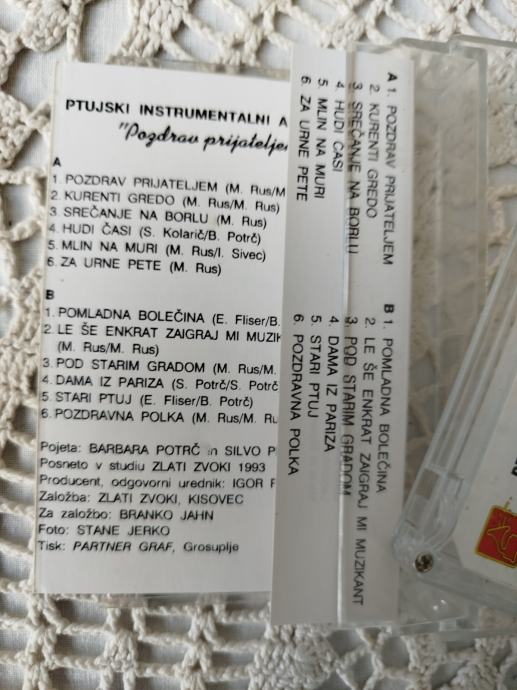 PTUJSKI INSTRUMENTALNI A
"Pozdrav prijatelje
A
1. POZDRAV PRIJATELJEM (M. Rus/M
2. KURENTI GREDO (M. Rus/M. Rus)
3. SREČANJE NA BORLU (M. Rus)
4. HUDI ČASI (S. Kolarič/B. Potrč)
5. MLIN NA MURI (M. Rus/I. Sivec)
6. ZA URNE PETE (M. Rus)
B
1. POMLADNA BOLEČINA (E. Fliser/B.
2. LE ŠE ENKRAT ZAIGRAJ MI MUZIK
(M. Rus/M. Rus)
3. POD STARIM GRADOM (M. Rus/M.
4. DAMA IZ PARIZA (S. Potrč/S. Potrč
5. STARI PTUJ (E. Fliser/B. Potrč)
6. POZDRAVNA POLKA (M. Rus/M. Ru
Pojeta: BARBARA POTRČ in SILVO P
Posneto v studiu ZLATI ZVOKI 1993
Producent, odgovorni urednik: IGOR
Založba: ZLATI ZVOKI, KISOVEC
Za založbo: BRANKO JAHN
Foto: STANE JERKO
Tisk: PARTNER GRAF, Grosuplje
A 1. POZDRAV PRIJATELJEM
2. KURENTI GREDO
3. SREČANJE NA BORLU
4. HUDI ČASI
5. MLIN NA MURI
6. ZA URNE PETE
B 1. POMLADNA BOLEČINA
2. LE ŠE ENKRAT ZAIGRAJ MI MUZIKANT
3. POD STARIM GRADOM
4. DAMA IZ PARIZA
5. STARI PTUJ
6. POZDRAVNA POLKA